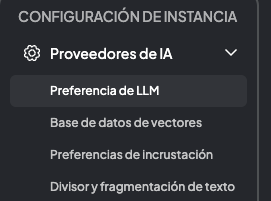 CONFIGURACIÓN DE INSTANCIA
Proveedores de IA
Preferencia de LLM
Base de datos de vectores
Preferencias de incrustación
Divisor y fragmentación de texto